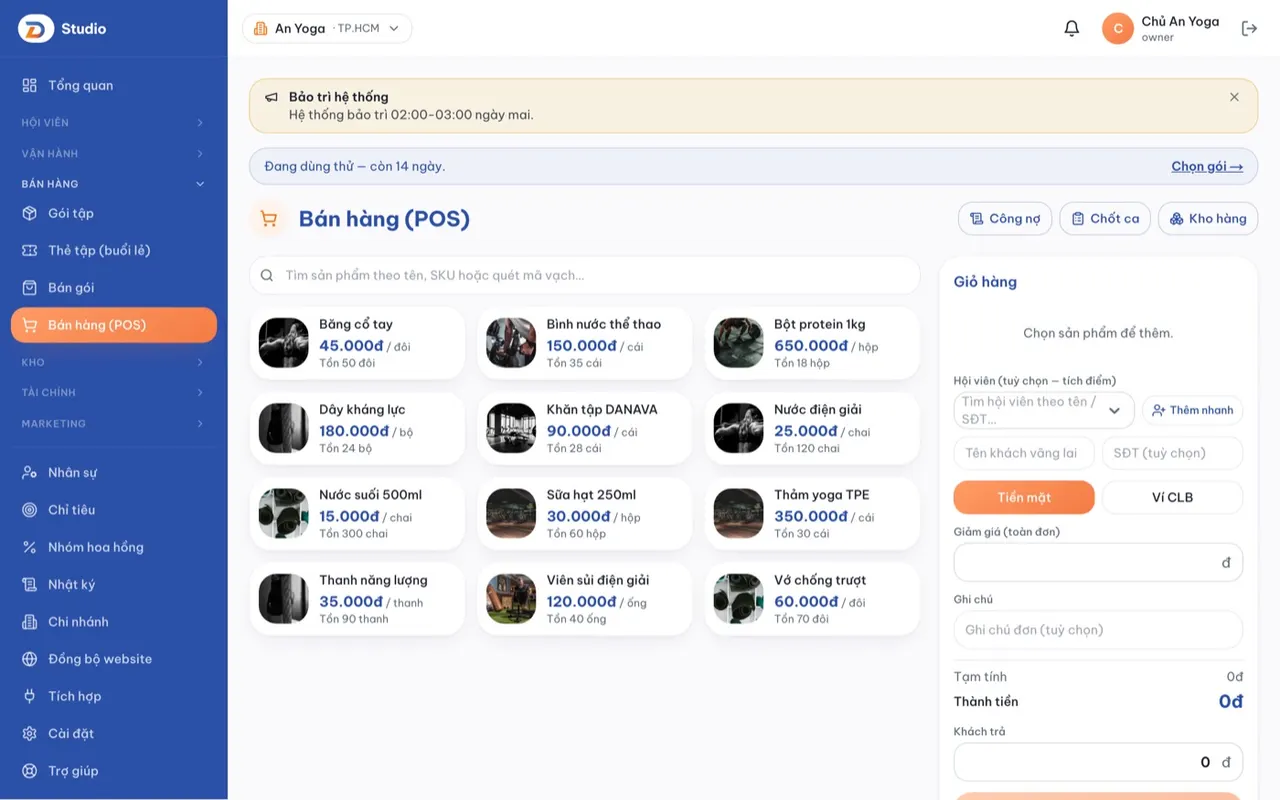 Studio
Tổng quan
HỘI VIÊN
VẬN HÀNH
BÁN HÀNG
Gói tập
Thẻ tập (buổi lẻ)
Bán gói
Bán hàng (POS)
KHO
TÀI CHÍNH
MARKETING
Nhân sự
Chỉ tiêu
Nhóm hoa hồng
Nhật ký
Chi nhánh
Đồng bộ website
Tích hợp
Cài đặt
Trợ giúp
An Yoga · TP.HCM
C
Chủ An Yoga
owner
Bảo trì hệ thống
Hệ thống bảo trì 02:00-03:00 ngày mai.
Đang dùng thử — còn 14 ngày.
Chọn gói →
Bán hàng (POS)
Công nợ
Chốt ca
Kho hàng
Tìm sản phẩm theo tên, SKU hoặc quét mã vạch...
Băng cổ tay
45.000đ / đôi
Tồn 50 đôi
Bình nước thể thao
150.000đ / cái
Tồn 35 cái
Bột protein 1kg
650.000đ / hộp
Tồn 18 hộp
Dây kháng lực
180.000đ / bộ
Tồn 24 bộ
Khăn tập DANAVA
90.000đ / cái
Tồn 28 cái
Nước điện giải
25.000đ / chai
Tồn 120 chai
Nước suối 500ml
15.000đ / chai
Tồn 300 chai
Sữa hạt 250ml
30.000đ / hộp
Tồn 60 hộp
Thảm yoga TPE
350.000đ / cái
Tồn 30 cái
Thanh năng lượng
35.000đ / thanh
Tồn 90 thanh
Viên sủi điện giải
120.000đ / ống
Tồn 40 ống
Vớ chống trượt
60.000đ / đôi
Tồn 70 đôi
Giỏ hàng
Chọn sản phẩm để thêm.
Hội viên (tuỳ chọn — tích điểm)
Tìm hội viên theo tên /
SĐT...
Thêm nhanh
Tên khách vãng lai
SĐT (tuỳ chọn)
Tiền mặt
Ví CLB
Giảm giá (toàn đơn)
đ
Ghi chú
Ghi chú đơn (tuỳ chọn)
Tạm tính
0đ
Thành tiền
0đ
Khách trả
0 đ